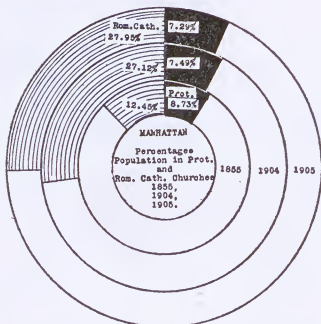 Rom. Cath. 7.29%
27.95%
27.12% 7.49%
Prot.
12.45% 8.73%
MANHATTAN
Percentages
Population in Prot.
and
Rom. Cath. Churches
1855,
1904,
1905.
1855 1904 1905